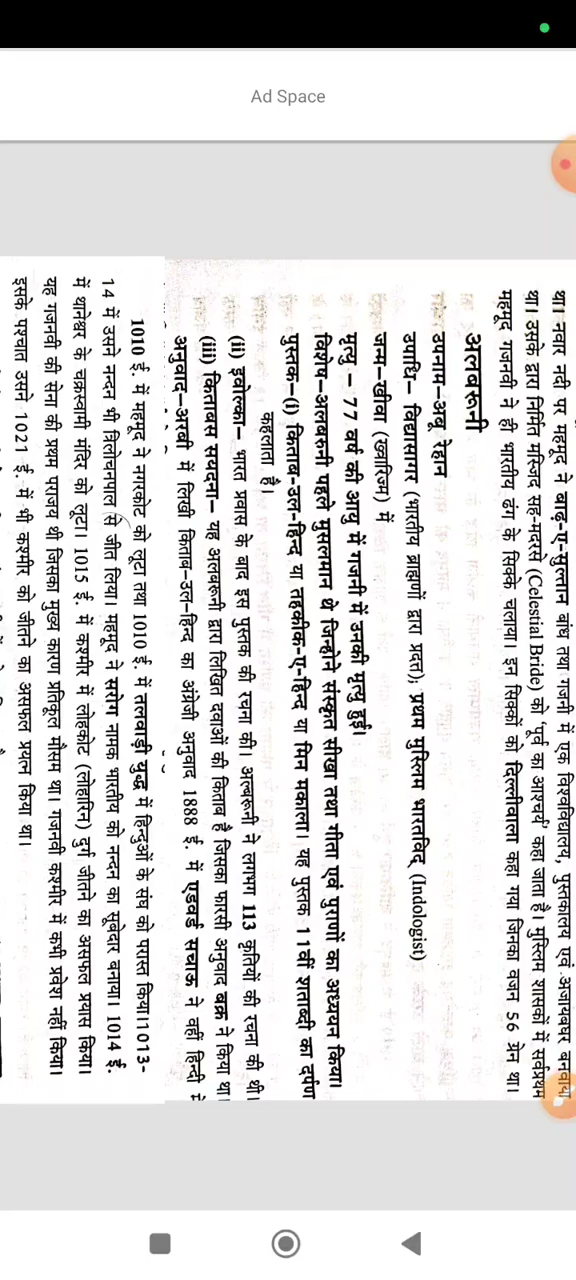 Ad Space
था। नवार नदी पर महमूद ने बाढ़-ए-सुल्तान बांध तथा गजनी में एक विश्वविद्यालय, पुस्तकालय एवं अजायबघर बनवाया
था। उसके द्वारा निर्मित मस्जिद सह-मदरसे (Celestial Bride) को 'पूर्व का आश्चर्य' कहा जाता है। मुस्लिम शासकों में सर्वप्रथम
महमूद गजनवी ने ही भारतीय ढंग के सिक्के चलाया। इन सिक्कों को दिल्लीवाला कहा गया जिनका वजन 56 ग्रेन था।
अलबरूनी
उपनाम–अबू रेहान
उपाधि– विद्यासागर (भारतीय ब्राह्मणों द्वारा प्रदत्त), प्रथम मुस्लिम भारतविद् (Indologist)
जन्म–खीवा (ख्वारिज्म) में
मृत्यु – 77 वर्ष की आयु में गजनी में उनकी मृत्यु हुई।
विशेष–अलबरूनी पहले मुसलमान थे जिन्होने संस्कृत सीखा तथा गीता एवं पुराणों का अध्ययन किया।
पुस्तक–(i) किताब-उल-हिन्द या तहकीक-ए-हिन्द या मिन मकाला। यह पुस्तक 11वीं शताब्दी का दर्पण
कहलाता है।
(ii) इवोल्का– भारत प्रवास के बाद इस पुस्तक की रचना की। अल्बरूनी ने लगभग 113 कृतियों की रचना की थी।
(iii) किताबस सयदना– यह अलबरूनी द्वारा लिखित दवाओं की किताब है जिसका फारसी अनुवाद बक्र ने किया था।
अनुवाद–अरबी में लिखी किताब-उल-हिन्द का अंग्रेजी अनुवाद 1888 ई. में एडवर्ड सचाऊ ने वहीं हिन्दी में
1010 ई. में महमूद ने नगरकोट को लूटा तथा 1010 ई. में तलवाड़ी युद्ध में हिन्दुओं के संघ को परास्त किया।1013-
14 में उसने नन्दन भी त्रिलोचनपाल से जीत लिया। महमूद ने सरोग नामक भारतीय को नन्दन का सूबेदार बनाया। 1014 ई.
में थानेश्वर के चक्रस्वामी मंदिर को लूटा। 1015 ई. में कश्मीर में लोहकोट (लोहारिन) दुर्ग जीतने का असफल प्रयास किया।
यह गजनवी की सेना की प्रथम पराजय थी जिसका मुख्य कारण प्रतिकूल मौसम था। गजनवी कश्मीर में कभी प्रवेश नहीं किया।
इसके पश्चात उसने 1021 ई. में भी कश्मीर को जीतने का असफल प्रयत्न किया था।